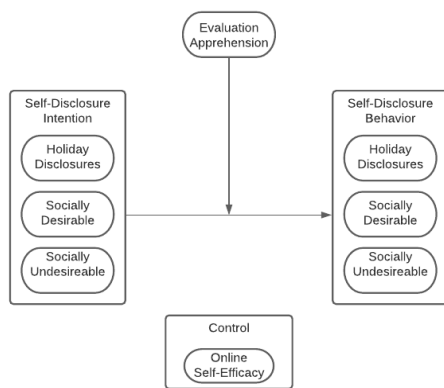 Evaluation
Apprehension
Self-Disclosure
Intention
Holiday
Disclosures
Socially
Desirable
Socially
Undesireable
Self-Disclosure
Behavior
Holiday
Disclosures
Socially
Desirable
Socially
Undesireable
Control
Online
Self-Efficacy